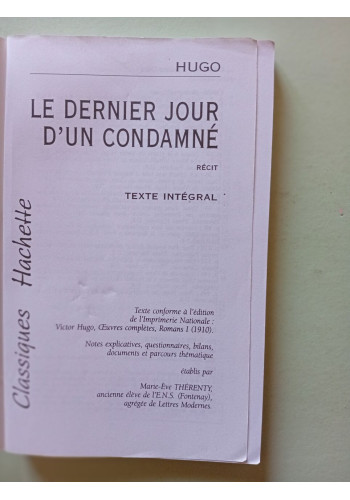 HUGO
LE DERNIER JOUR
D'UN CONDAMNÉ
RÉCIT
TEXTE INTÉGRAL
Classiques Hachette
Texte conforme à l'édition
de l'Imprimerie Nationale :
Victor Hugo, Œuvres complètes, Romans I (1910).
Notes explicatives, questionnaires, bilans,
documents et parcours thématique
établis par
Marie-Ève THÉRENTY,
ancienne élève de l'E.N.S. (Fontenay),
agrégée de Lettres Modernes.